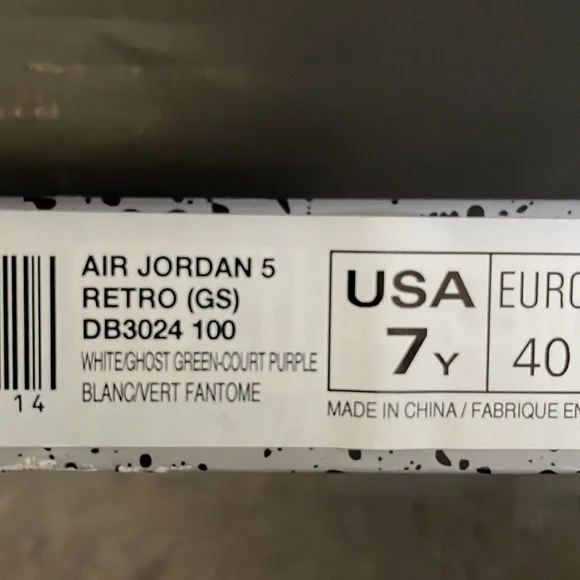 AIR JORDAN 5
RETRO (GS)
DB3024 100
WHITE/GHOST GREEN-COURT PURPLE
BLANC/VERT FANTOME
14
USA
7Y
EURO
40
MADE IN CHINA / FABRIQUE EN